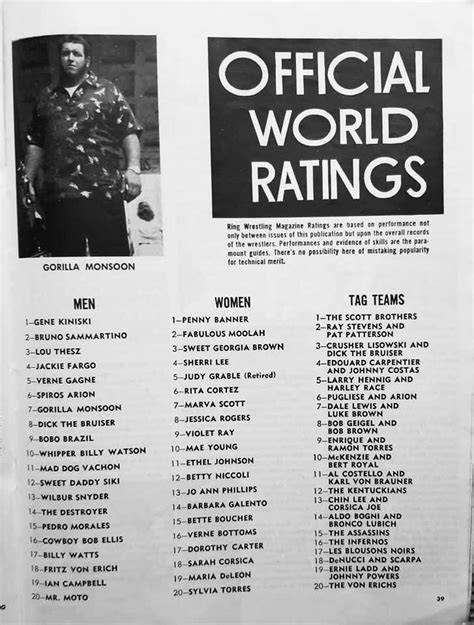 OFFICIAL
WORLD
RATINGS
Ring Wrestling Magazine Ratings are based on performance not
only between issues of this publication but upon the overall records
of the wrestlers. Performances and evidence of skills are the para-
mount guides. There's no possibility here of mistaking popularity
for technical merit.
GORILLA MONSOON
MEN
1—GENE KINISKI
2—BRUNO SAMMARTINO
3—LOU THESZ
4—JACKIE FARGO
5—VERNE GAGNE
6—SPIROS ARION
7—GORILLA MONSOON
8—DICK THE BRUISER
9—BOBO BRAZIL
10—WHIPPER BILLY WATSON
11—MAD DOG VACHON
12—SWEET DADDY SIKI
13—WILBUR SNYDER
14—THE DESTROYER
15—PEDRO MORALES
16—COWBOY BOB ELLIS
17—BILLY WATTS
18—FRITZ VON ERICH
19—IAN CAMPBELL
20—MR. MOTO
WOMEN
1—PENNY BANNER
2—FABULOUS MOOLAH
3—SWEET GEORGIA BROWN
4—SHERRI LEE
5—JUDY GRABLE (Retired)
6—RITA CORTEZ
7—MARVA SCOTT
8—JESSICA ROGERS
9—VIOLET RAY
10—MAE YOUNG
11—ETHEL JOHNSON
12—BETTY NICCOLI
13—JO ANN PHILLIPS
14—BARBARA GALENTO
15—BETTE BOUCHER
16—VERNE BOTTOMS
17—DOROTHY CARTER
18—SARAH CORSICA
19—MARIA DeLEON
20—SYLVIA TORRES
TAG TEAMS
1—THE SCOTT BROTHERS
2—RAY STEVENS and
PAT PATTERSON
3—CRUSHER LISOWSKI and
DICK THE BRUISER
4—EDOUARD CARPENTIER
and JOHNNY COSTAS
5—LARRY HENNIG and
HARLEY RACE
6—PUGLIESE and ARION
7—DALE LEWIS and
LUKE BROWN
8—BOB GEIGEL and
BOB BROWN
9—ENRIQUE and
RAMON TORRES
10—McKENZIE and
BERT ROYAL
11—AL COSTELLO and
KARL VON BRAUNER
12—THE KENTUCKIANS
13—CHIN LEE and
CORSICA JOE
14—ALDO BOGNI and
BRONCO LUBICH
15—THE ASSASSINS
16—THE INFERNOS
17—LES BLOUSONS NOIRS
18—DeNUCCI and SCARPA
19—ERNIE LADD and
JOHNNY POWERS
20—THE VON ERICHS
39